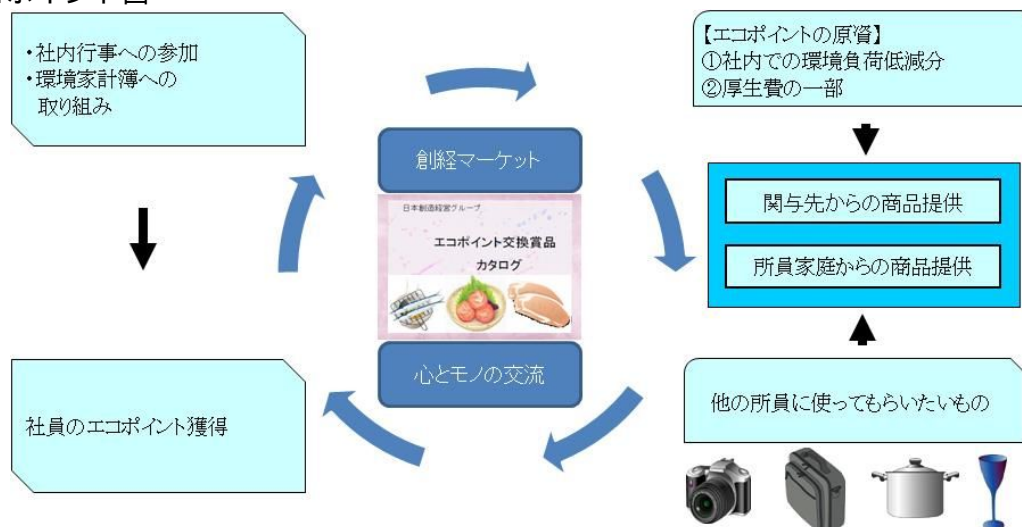 ・社内行事への参加
・環境家計簿への
取り組み
【エコポイントの原資】
①社内での環境負荷低減分
②厚生費の一部
創経マーケット
日本創造経営グループ
エコポイント交換賞品
カタログ
心とモノの交流
関与先からの商品提供
所員家庭からの商品提供
社員のエコポイント獲得
他の所員に使ってもらいたいもの